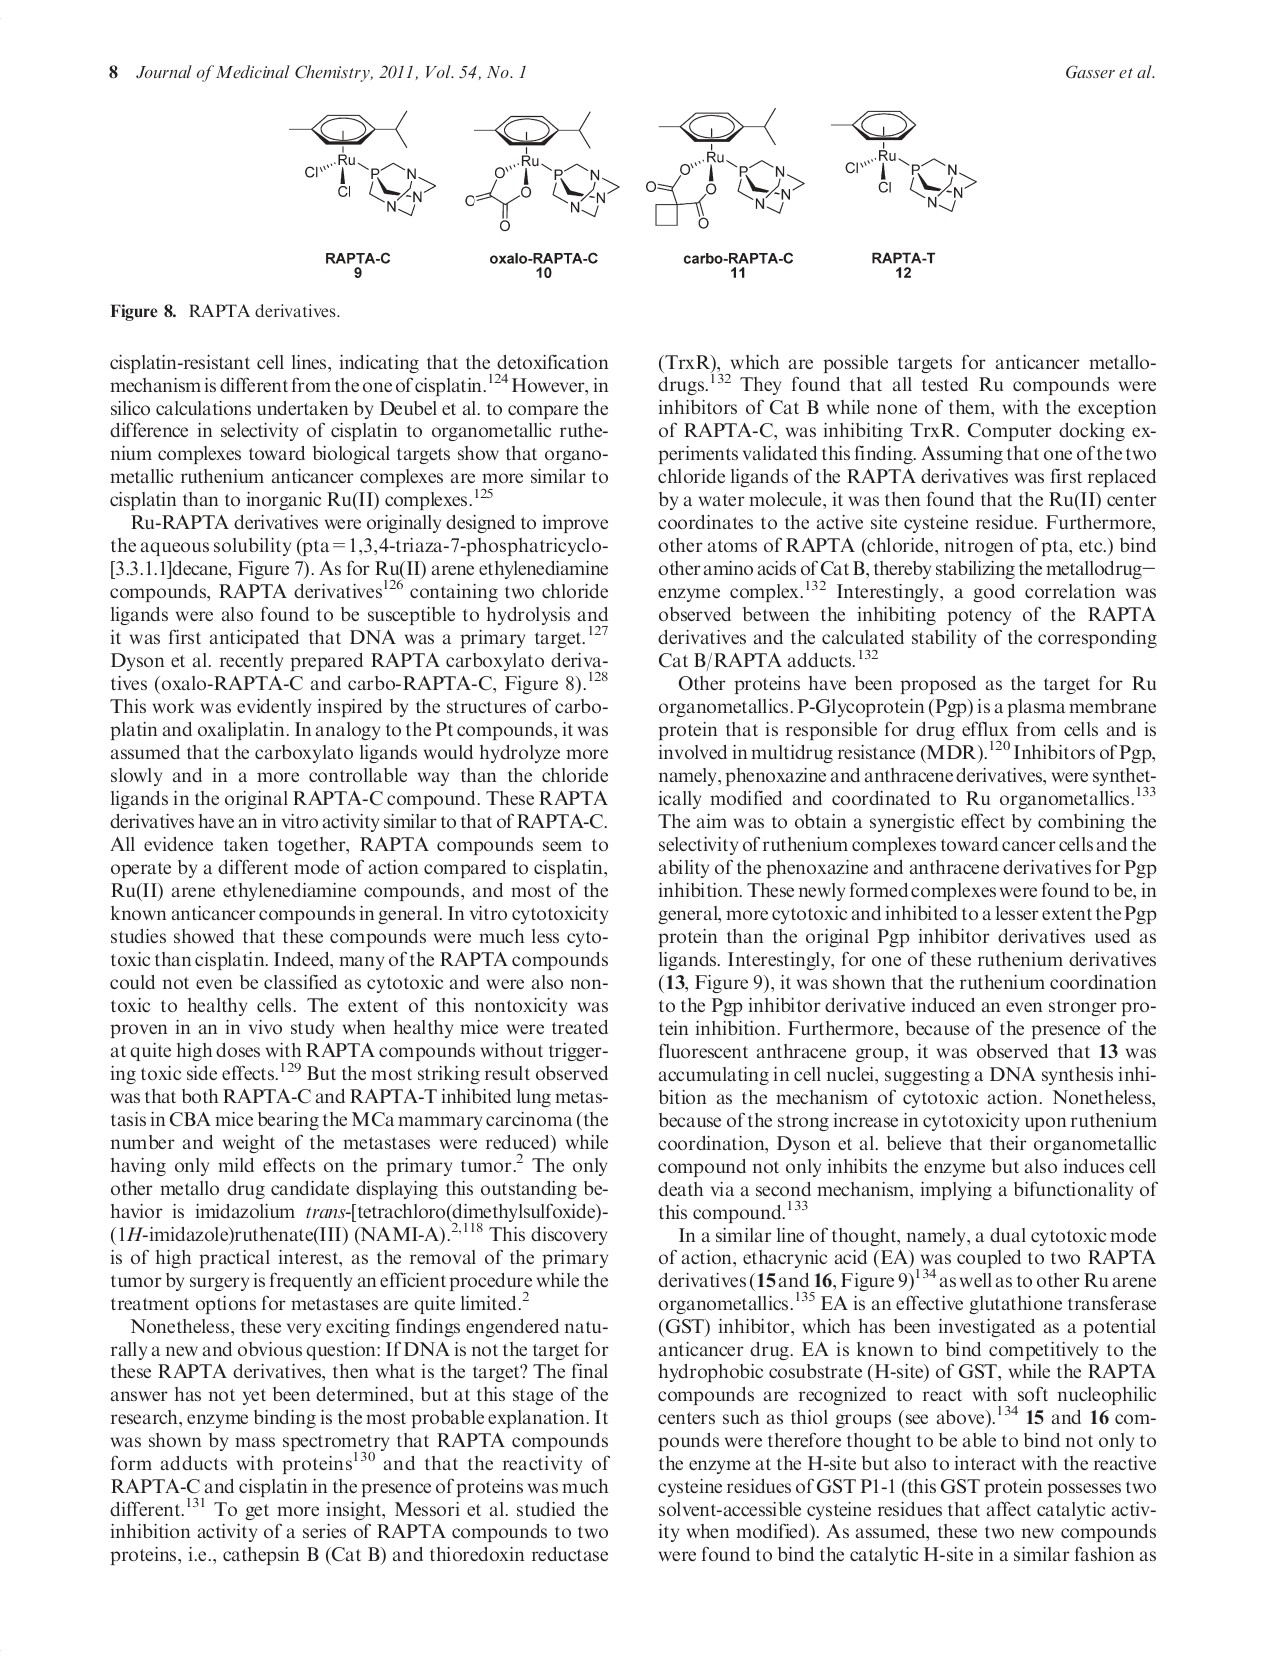 8 Journal of Medicinal Chemistry, 2011, Vol. 54, No. 1
Gasser et al.
Ru
Cl
Cl
P
N
N
N
Ru
O
O
O
O
P
N
N
N
Ru
O
O
O
O
P
N
N
N
Ru
Cl
Cl
P
N
N
N
RAPTA-C
9
oxalo-RAPTA-C
10
carbo-RAPTA-C
11
RAPTA-T
12
Figure 8. RAPTA derivatives.
cisplatin-resistant cell lines, indicating that the detoxification
mechanism is different from the one of cisplatin.124 However, in
silico calculations undertaken by Deubel et al. to compare the
difference in selectivity of cisplatin to organometallic ruthe-
nium complexes toward biological targets show that organo-
metallic ruthenium anticancer complexes are more similar to
cisplatin than to inorganic Ru(II) complexes.125
Ru-RAPTA derivatives were originally designed to improve
the aqueous solubility (pta=1,3,4-triaza-7-phosphatricyclo-
[3.3.1.1]decane, Figure 7). As for Ru(II) arene ethylenediamine
compounds, RAPTA derivatives126 containing two chloride
ligands were also found to be susceptible to hydrolysis and
it was first anticipated that DNA was a primary target.127
Dyson et al. recently prepared RAPTA carboxylato deriva-
tives (oxalo-RAPTA-C and carbo-RAPTA-C, Figure 8).128
This work was evidently inspired by the structures of carbo-
platin and oxaliplatin. In analogy to the Pt compounds, it was
assumed that the carboxylato ligands would hydrolyze more
slowly and in a more controllable way than the chloride
ligands in the original RAPTA-C compound. These RAPTA
derivatives have an in vitro activity similar to that of RAPTA-C.
All evidence taken together, RAPTA compounds seem to
operate by a different mode of action compared to cisplatin,
Ru(II) arene ethylenediamine compounds, and most of the
known anticancer compounds in general. In vitro cytotoxicity
studies showed that these compounds were much less cyto-
toxic than cisplatin. Indeed, many of the RAPTA compounds
could not even be classified as cytotoxic and were also non-
toxic to healthy cells. The extent of this nontoxicity was
proven in an in vivo study when healthy mice were treated
at quite high doses with RAPTA compounds without trigger-
ing toxic side effects.129 But the most striking result observed
was that both RAPTA-C and RAPTA-T inhibited lung metas-
tasis in CBA mice bearing the MCa mammary carcinoma (the
number and weight of the metastases were reduced) while
having only mild effects on the primary tumor.2 The only
other metallo drug candidate displaying this outstanding be-
havior is imidazolium trans-[tetrachloro(dimethylsulfoxide)-
(1H-imidazole)ruthenate(III) (NAMI-A).2,118 This discovery
is of high practical interest, as the removal of the primary
tumor by surgery is frequently an efficient procedure while the
treatment options for metastases are quite limited.2
Nonetheless, these very exciting findings engendered natu-
rally a new and obvious question: If DNA is not the target for
these RAPTA derivatives, then what is the target? The final
answer has not yet been determined, but at this stage of the
research, enzyme binding is the most probable explanation. It
was shown by mass spectrometry that RAPTA compounds
form adducts with proteins130 and that the reactivity of
RAPTA-C and cisplatin in the presence of proteins was much
different.131 To get more insight, Messori et al. studied the
inhibition activity of a series of RAPTA compounds to two
proteins, i.e., cathepsin B (Cat B) and thioredoxin reductase
(TrxR), which are possible targets for anticancer metallo-
drugs.132 They found that all tested Ru compounds were
inhibitors of Cat B while none of them, with the exception
of RAPTA-C, was inhibiting TrxR. Computer docking ex-
periments validated this finding. Assuming that one of the two
chloride ligands of the RAPTA derivatives was first replaced
by a water molecule, it was then found that the Ru(II) center
coordinates to the active site cysteine residue. Furthermore,
other atoms of RAPTA (chloride, nitrogen of pta, etc.) bind
other amino acids of Cat B, thereby stabilizing the metallodrug−
enzyme complex.132 Interestingly, a good correlation was
observed between the inhibiting potency of the RAPTA
derivatives and the calculated stability of the corresponding
Cat B/RAPTA adducts.132
Other proteins have been proposed as the target for Ru
organometallics. P-Glycoprotein (Pgp) is a plasma membrane
protein that is responsible for drug efflux from cells and is
involved in multidrug resistance (MDR).120 Inhibitors of Pgp,
namely, phenoxazine and anthracene derivatives, were synthet-
ically modified and coordinated to Ru organometallics.133
The aim was to obtain a synergistic effect by combining the
selectivity of ruthenium complexes toward cancer cells and the
ability of the phenoxazine and anthracene derivatives for Pgp
inhibition. These newly formed complexes were found to be, in
general, more cytotoxic and inhibited to a lesser extent the Pgp
protein than the original Pgp inhibitor derivatives used as
ligands. Interestingly, for one of these ruthenium derivatives
(13, Figure 9), it was shown that the ruthenium coordination
to the Pgp inhibitor derivative induced an even stronger pro-
tein inhibition. Furthermore, because of the presence of the
fluorescent anthracene group, it was observed that 13 was
accumulating in cell nuclei, suggesting a DNA synthesis inhi-
bition as the mechanism of cytotoxic action. Nonetheless,
because of the strong increase in cytotoxicity upon ruthenium
coordination, Dyson et al. believe that their organometallic
compound not only inhibits the enzyme but also induces cell
death via a second mechanism, implying a bifunctionality of
this compound.133
In a similar line of thought, namely, a dual cytotoxic mode
of action, ethacrynic acid (EA) was coupled to two RAPTA
derivatives (15 and 16, Figure 9)134 as well as to other Ru arene
organometallics.135 EA is an effective glutathione transferase
(GST) inhibitor, which has been investigated as a potential
anticancer drug. EA is known to bind competitively to the
hydrophobic cosubstrate (H-site) of GST, while the RAPTA
compounds are recognized to react with soft nucleophilic
centers such as thiol groups (see above).134 15 and 16 com-
pounds were therefore thought to be able to bind not only to
the enzyme at the H-site but also to interact with the reactive
cysteine residues of GST P1-1 (this GST protein possesses two
solvent-accessible cysteine residues that affect catalytic activ-
ity when modified). As assumed, these two new compounds
were found to bind the catalytic H-site in a similar fashion as